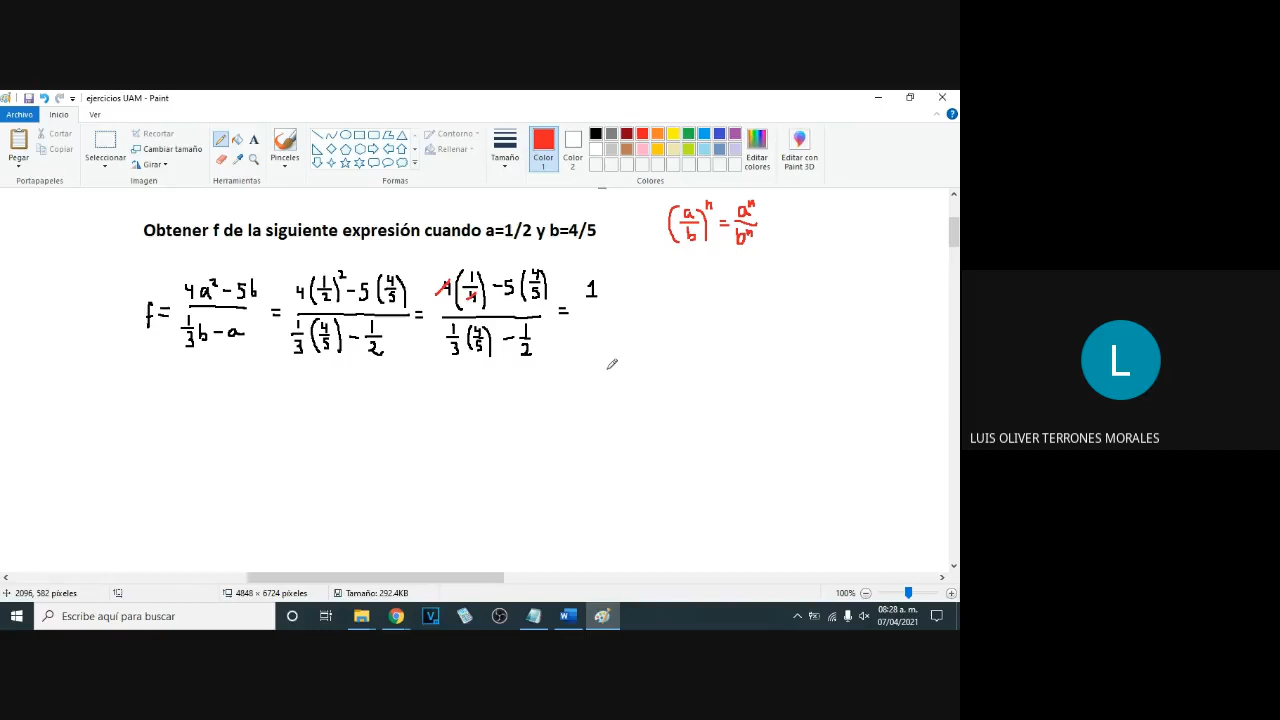 ejercicios UAM - Paint
Archivo Inicio Ver
Pegar
Cortar
Copiar
Portapapeles
Seleccionar
Recortar
Cambiar tamaño
Girar
Imagen
A
Herramientas
Pinceles
Contorno
Rellenar
Formas
Tamaño
Color 1
Color 2
Editar colores
Editar con Paint 3D
Colores
(a/b)^n = a^n/b^n
Obtener f de la siguiente expresión cuando a=1/2 y b=4/5
f = (4a² - 5b)/(1/3 b - a) = (4(1/2)² - 5(4/5))/(1/3 (4/5) - 1/2) = (4(1/4) - 5(4/5))/(1/3 (4/5) - 1/2) = 1
L
LUIS OLIVER TERRONES MORALES
2096, 582 píxeles
4848 × 6724 píxeles
Tamaño: 292.4KB
100%
Escribe aquí para buscar
08:28 a. m.
07/04/2021